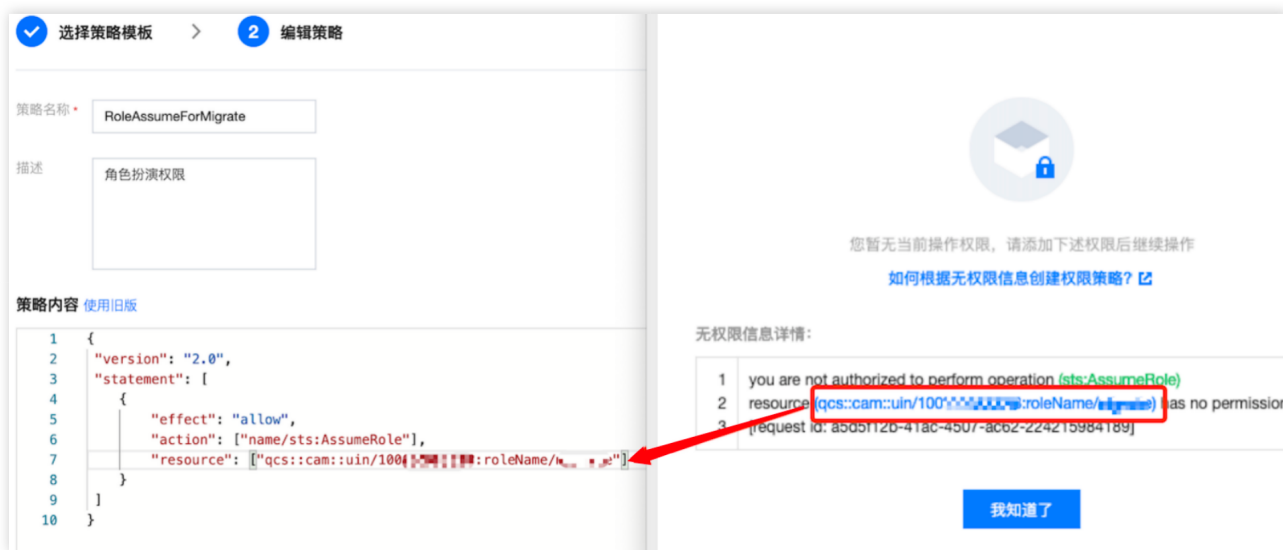 选择策略模板 > 2 编辑策略
策略名称 * RoleAssumeForMigrate
描述 角色扮演权限
策略内容 使用旧版
1 {
2 "version": "2.0",
3 "statement": [
4 {
5 "effect": "allow",
6 "action": ["name/sts:AssumeRole"],
7 "resource": ["qcs::cam::uin/100 :roleName/ "]
8 }
9 ]
10 }
您暂无当前操作权限，请添加下述权限后继续操作
如何根据无权限信息创建权限策略？
无权限信息详情：
1 you are not authorized to perform operation (sts:AssumeRole)
2 resource (qcs::cam::uin/100 :roleName/ ) has no permission
3 [request id: a5d5f12b-41ac-4507-ac62-224215984189]
我知道了